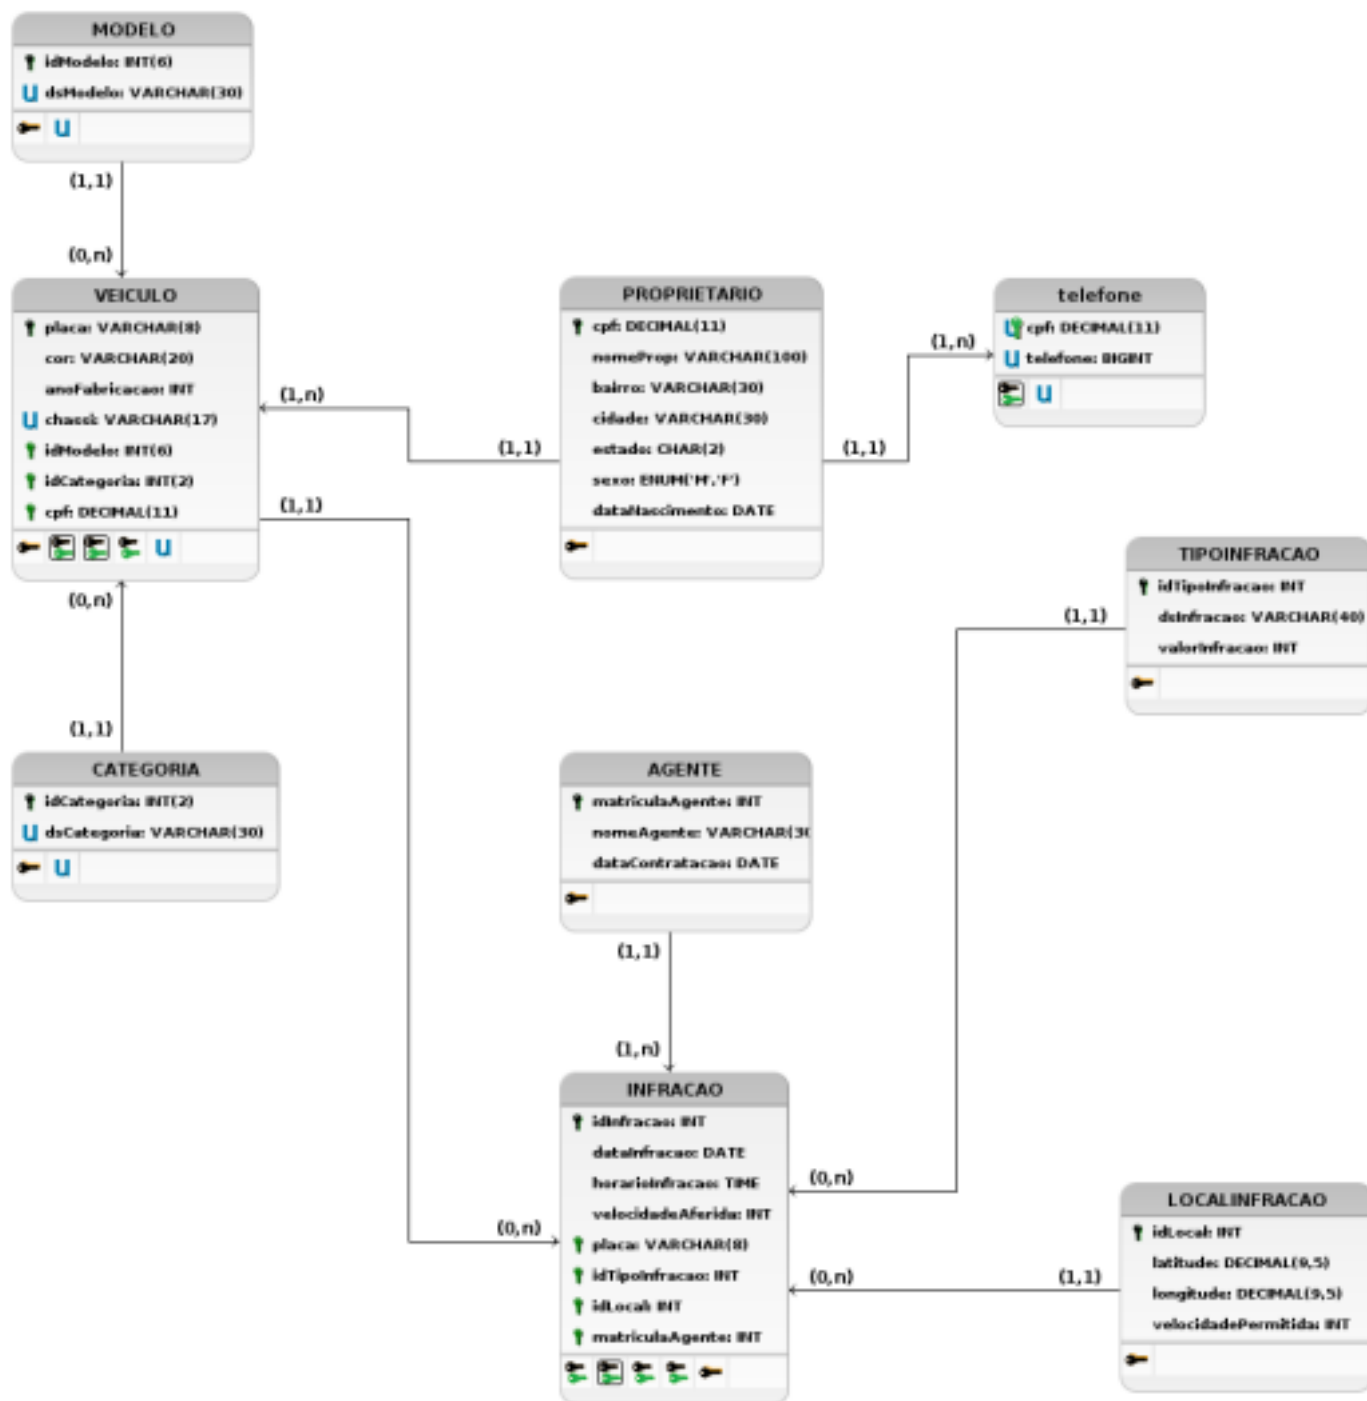 MODELO
idModelo: INT(6)
dsModelo: VARCHAR(30)
U
(1,1)
(0,n)
VEICULO
placa: VARCHAR(8)
cor: VARCHAR(20)
anoFabricacao: INT
U chassi: VARCHAR(17)
idModelo: INT(6)
idCategoria: INT(2)
cpf: DECIMAL(11)
U
(1,n)
(1,1)
PROPRIETARIO
cpf: DECIMAL(11)
nomeProp: VARCHAR(100)
bairro: VARCHAR(30)
cidade: VARCHAR(30)
estado: CHAR(2)
sexo: ENUM('M','F')
dataNascimento: DATE
(1,1)
(1,n)
telefone
U cpf: DECIMAL(11)
U telefone: BIGINT
U
(1,1)
(0,n)
(0,n)
(1,1)
CATEGORIA
idCategoria: INT(2)
U dsCategoria: VARCHAR(30)
U
AGENTE
matriculaAgente: INT
nomeAgente: VARCHAR(30
dataContratacao: DATE
(1,1)
(1,n)
TIPOINFRACAO
idTipoInfracao: INT
dsInfracao: VARCHAR(40)
valorInfracao: INT
(1,1)
(0,n)
INFRACAO
idInfracao: INT
dataInfracao: DATE
horarioInfracao: TIME
velocidadeAferida: INT
placa: VARCHAR(8)
idTipoInfracao: INT
idLocal: INT
matriculaAgente: INT
(0,n)
(1,1)
LOCALINFRACAO
idLocal: INT
latitude: DECIMAL(9,5)
longitude: DECIMAL(9,5)
velocidadePermitida: INT